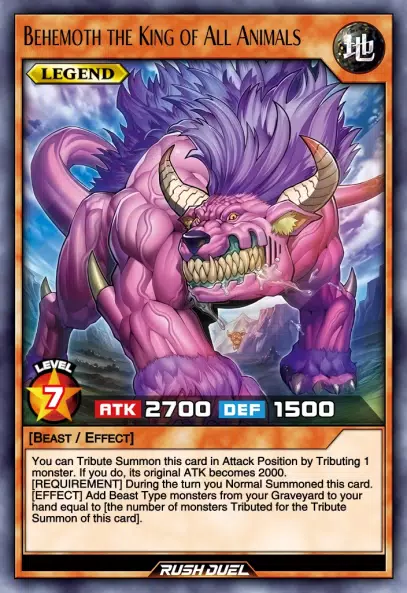 Behemoth the King of All Animals
地
LEGEND
LEVEL
7
ATK 2700 DEF 1500
[Beast / Effect]
You can Tribute Summon this card in Attack Position by Tributing 1
monster. If you do, its original ATK becomes 2000.
[REQUIREMENT] During the turn you Normal Summoned this card.
[EFFECT] Add Beast Type monsters from your Graveyard to your
hand equal to [the number of monsters Tributed for the Tribute
Summon of this card].
RUSH DUEL